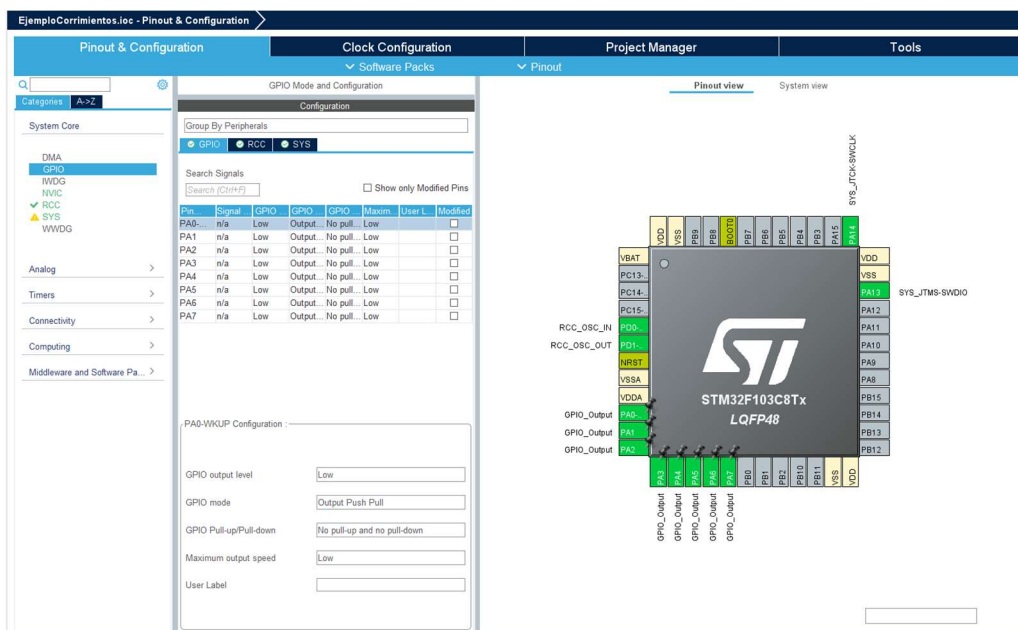 EjemploCorrimientos.ioc - Pinout & Configuration
Pinout & Configuration
Clock Configuration
Project Manager
Tools
Software Packs
Pinout
Categories
A->Z
System Core
DMA
GPIO
IWDG
NVIC
RCC
SYS
WWDG
Analog
Timers
Connectivity
Computing
Middleware and Software Pa...
GPIO Mode and Configuration
Configuration
Group By Peripherals
GPIO
RCC
SYS
Search Signals
Search (Ctrl+F)
Show only Modified Pins
Pin... Signal ... GPIO ... GPIO ... GPIO ... Maxim... User L... Modified
PA0-... n/a Low Output... No pull... Low
PA1 n/a Low Output... No pull... Low
PA2 n/a Low Output... No pull... Low
PA3 n/a Low Output... No pull... Low
PA4 n/a Low Output... No pull... Low
PA5 n/a Low Output... No pull... Low
PA6 n/a Low Output... No pull... Low
PA7 n/a Low Output... No pull... Low
PA0-WKUP Configuration :
GPIO output level Low
GPIO mode Output Push Pull
GPIO Pull-up/Pull-down No pull-up and no pull-down
Maximum output speed Low
User Label
Pinout view
System view
SYS_JTCK-SWCLK
VDD VSS PB9 PB8 BOOT0 PB7 PB6 PB5 PB4 PB3 PA15 PA14
VBAT
PC13-..
PC14-..
PC15-..
RCC_OSC_IN PD0-..
RCC_OSC_OUT PD1-..
NRST
VSSA
VDDA
GPIO_Output PA0-..
GPIO_Output PA1
GPIO_Output PA2
ST
STM32F103C8Tx
LQFP48
VDD
VSS
PA13 SYS_JTMS-SWDIO
PA12
PA11
PA10
PA9
PA8
PB15
PB14
PB13
PB12
PA3 PA4 PA5 PA6 PA7 PB0 PB1 PB2 PB10 PB11 VSS VDD
GPIO_Output GPIO_Output GPIO_Output GPIO_Output GPIO_Output